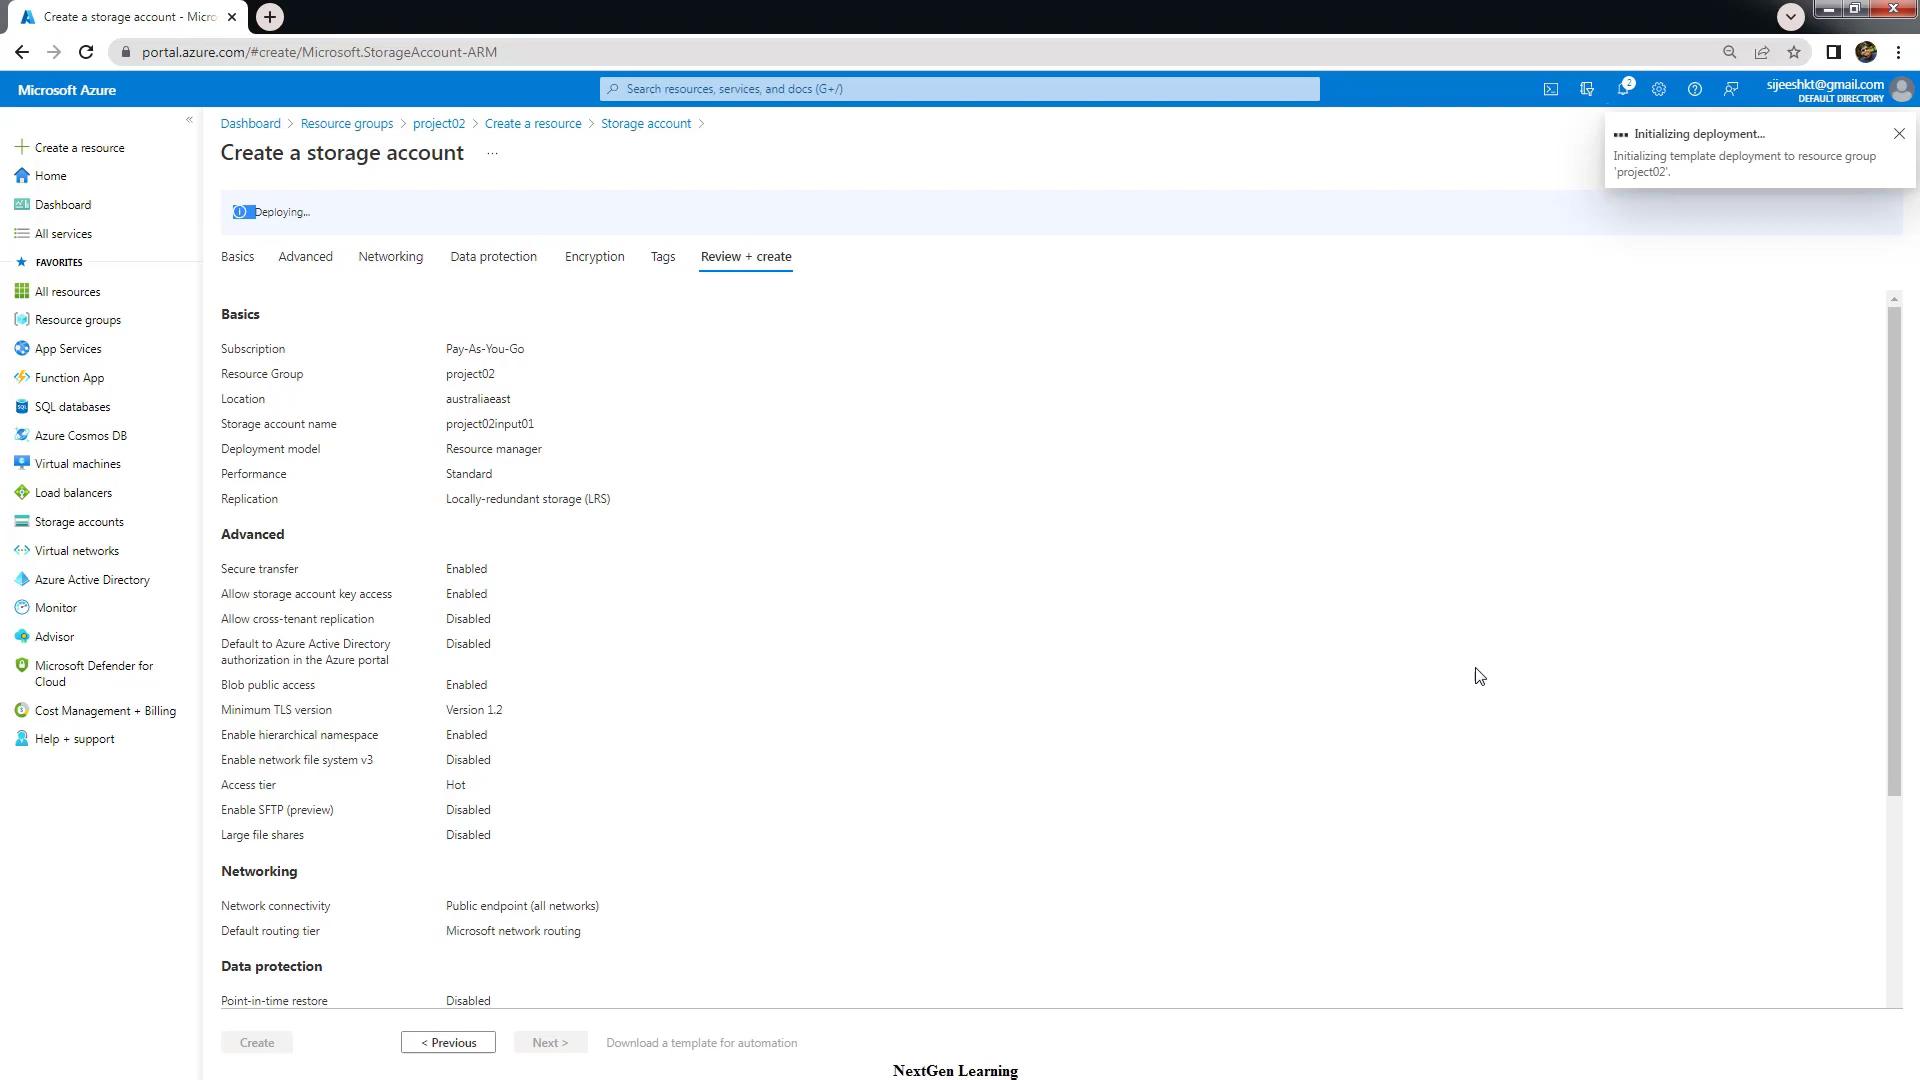 Create a storage account - Micro
portal.azure.com/#create/Microsoft.StorageAccount-ARM
Microsoft Azure
Search resources, services, and docs (G+/)
2
sijeeshkt@gmail.com
DEFAULT DIRECTORY
Create a resource
Home
Dashboard
All services
FAVORITES
All resources
Resource groups
App Services
Function App
SQL databases
Azure Cosmos DB
Virtual machines
Load balancers
Storage accounts
Virtual networks
Azure Active Directory
Monitor
Advisor
Microsoft Defender for
Cloud
Cost Management + Billing
Help + support
Dashboard > Resource groups > project02 > Create a resource > Storage account >
Create a storage account ...
Initializing deployment...
Initializing template deployment to resource group
'project02'.
Deploying...
Basics Advanced Networking Data protection Encryption Tags Review + create
Basics
Subscription Pay-As-You-Go
Resource Group project02
Location australiaeast
Storage account name project02input01
Deployment model Resource manager
Performance Standard
Replication Locally-redundant storage (LRS)
Advanced
Secure transfer Enabled
Allow storage account key access Enabled
Allow cross-tenant replication Disabled
Default to Azure Active Directory Disabled
authorization in the Azure portal
Blob public access Enabled
Minimum TLS version Version 1.2
Enable hierarchical namespace Enabled
Enable network file system v3 Disabled
Access tier Hot
Enable SFTP (preview) Disabled
Large file shares Disabled
Networking
Network connectivity Public endpoint (all networks)
Default routing tier Microsoft network routing
Data protection
Point-in-time restore Disabled
Create < Previous Next > Download a template for automation
NextGen Learning